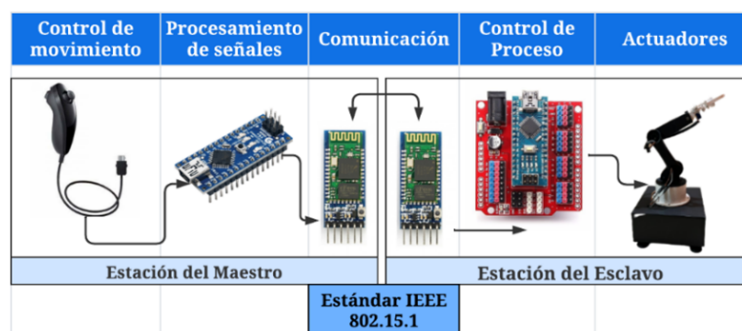 Control de
movimiento
Procesamiento
de señales
Comunicación
Control de
Proceso
Actuadores
Estación del Maestro
Estación del Esclavo
Estándar IEEE
802.15.1